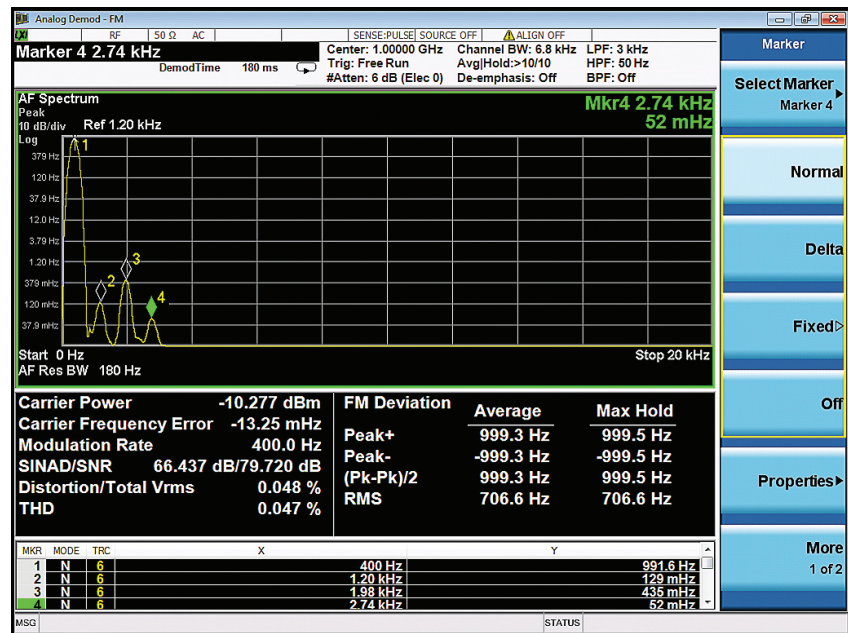 Analog Demod - FM
LXI RF 50 Ω AC SENSE:PULSE SOURCE OFF ALIGN OFF
Marker 4 2.74 kHz
DemodTime 180 ms
Center: 1.00000 GHz Channel BW: 6.8 kHz LPF: 3 kHz
Trig: Free Run Avg|Hold:>10/10 HPF: 50 Hz
#Atten: 6 dB (Elec 0) De-emphasis: Off BPF: Off
AF Spectrum
Peak
10 dB/div Ref 1.20 kHz
Log
Mkr4 2.74 kHz
52 mHz
1
379 Hz
120 Hz
37.9 Hz
12.0 Hz
3.79 Hz
1.20 Hz
379 mHz
120 mHz
37.9 mHz
3
2
4
Start 0 Hz Stop 20 kHz
AF Res BW 180 Hz
Carrier Power -10.277 dBm
Carrier Frequency Error -13.25 mHz
Modulation Rate 400.0 Hz
SINAD/SNR 66.437 dB/79.720 dB
Distortion/Total Vrms 0.048 %
THD 0.047 %
FM Deviation Average Max Hold
Peak+ 999.3 Hz 999.5 Hz
Peak- -999.3 Hz -999.5 Hz
(Pk-Pk)/2 999.3 Hz 999.5 Hz
RMS 706.6 Hz 706.6 Hz
MKR MODE TRC X Y
1 N 6 400 Hz 991.6 Hz
2 N 6 1.20 kHz 129 mHz
3 N 6 1.98 kHz 435 mHz
4 N 6 2.74 kHz 52 mHz
MSG STATUS
Marker
Select Marker
Marker 4
Normal
Delta
Fixed
Off
Properties
More
1 of 2